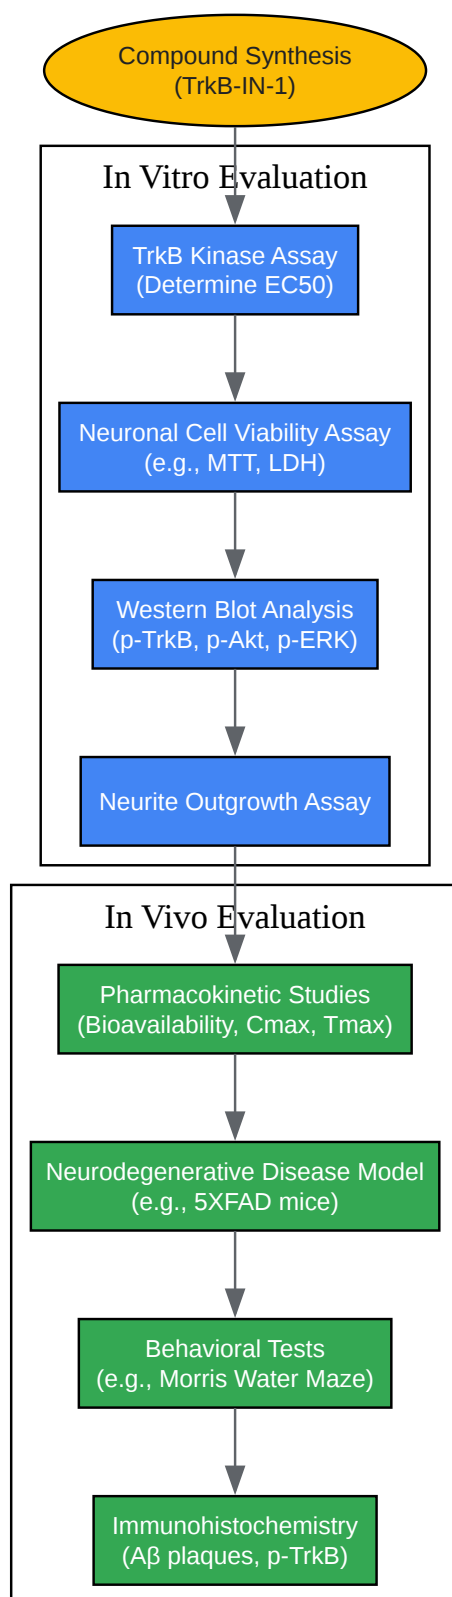 Compound Synthesis
(TrkB-IN-1)
In Vitro Evaluation
TrkB Kinase Assay
(Determine EC50)
Neuronal Cell Viability Assay
(e.g., MTT, LDH)
Western Blot Analysis
(p-TrkB, p-Akt, p-ERK)
Neurite Outgrowth Assay
In Vivo Evaluation
Pharmacokinetic Studies
(Bioavailability, Cmax, Tmax)
Neurodegenerative Disease Model
(e.g., 5XFAD mice)
Behavioral Tests
(e.g., Morris Water Maze)
Immunohistochemistry
(Aβ plaques, p-TrkB)